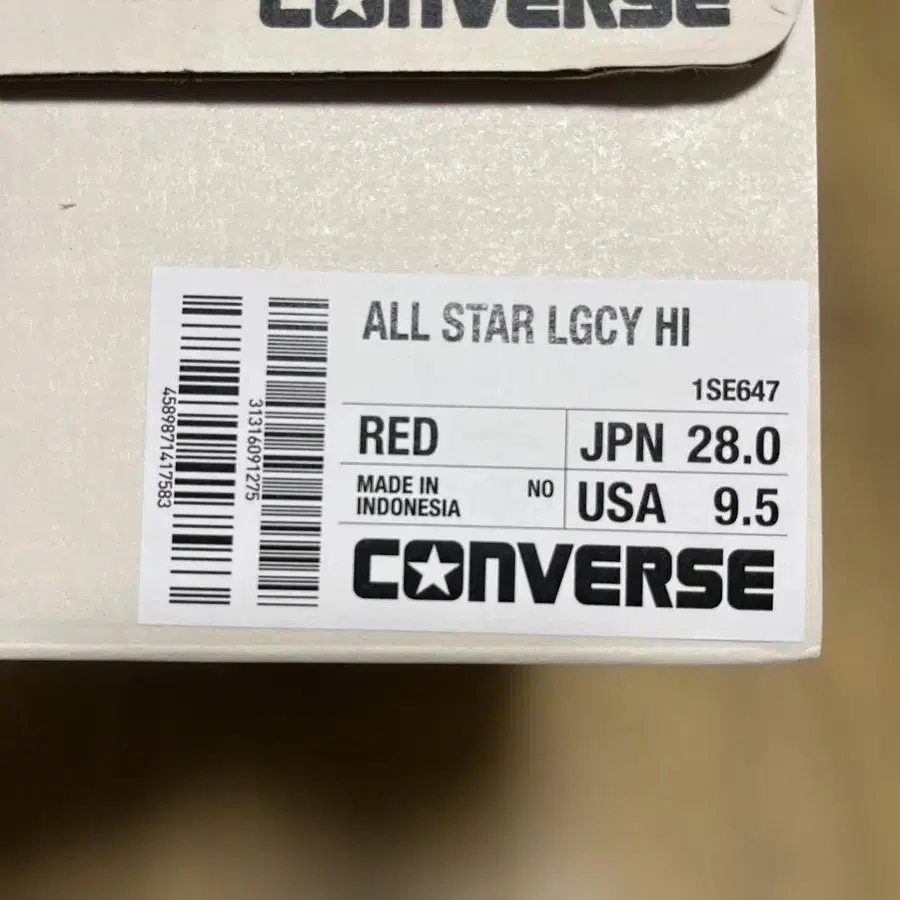 CONVERSE
ALL STAR LGCY HI
1SE647
RED
JPN 28.0
MADE IN
INDONESIA
NO
USA 9.5
CONVERSE
4589871417583
31316091275